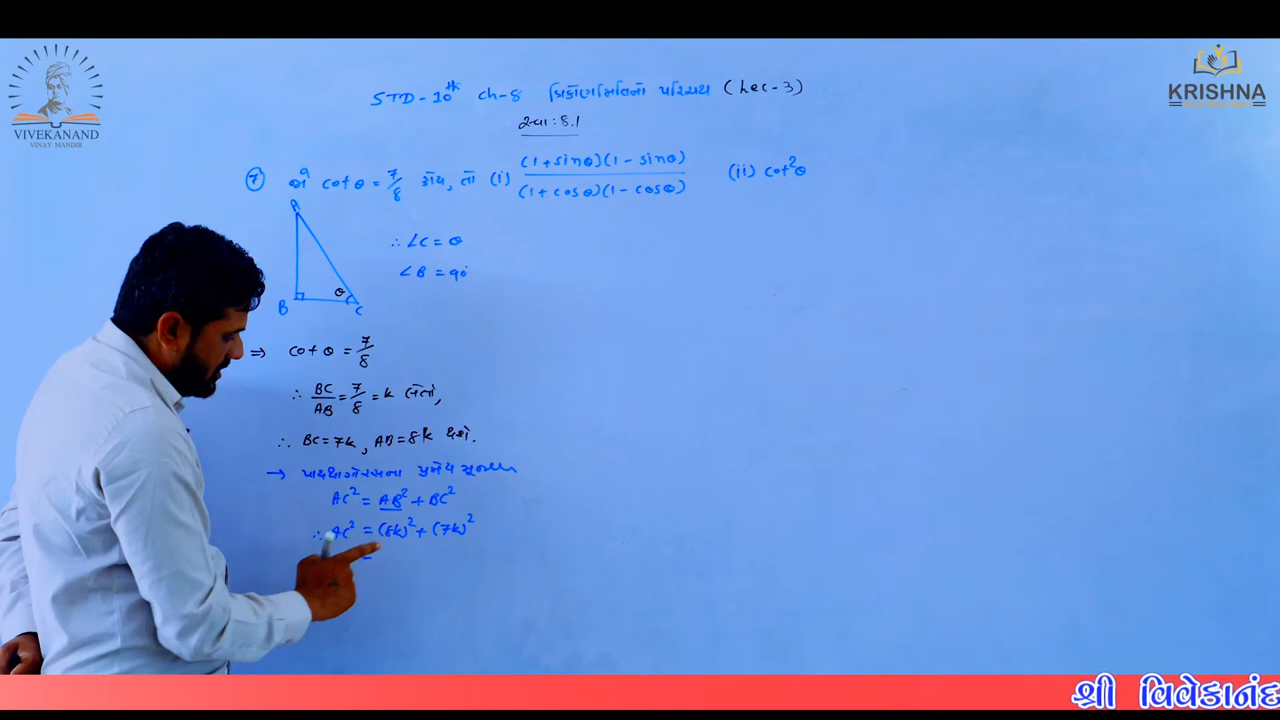 VIVEKANAND
VINAY MANDIR
KRISHNA
STD-10th Ch-8 ત્રિકોણમિતિનો પરિચય (Lec-3)
સ્વા: 8.1
7 જો cot θ = 7/8 હોય, તો (i) (1+sinθ)(1-sinθ) / (1+cosθ)(1-cosθ) (ii) cot²θ
A
B
θ
C
∴ ∠C = θ
∠B = 90°
⇒ cot θ = 7/8
∴ BC/AB = 7/8 = k લેતાં,
∴ BC = 7k, AB = 8k થશે.
→ પાયથાગોરસના પ્રમેય મુજબ
AC² = AB² + BC²
∴ AC² = (8k)² + (7k)²
=
શ્રી વિવેકાનંદ